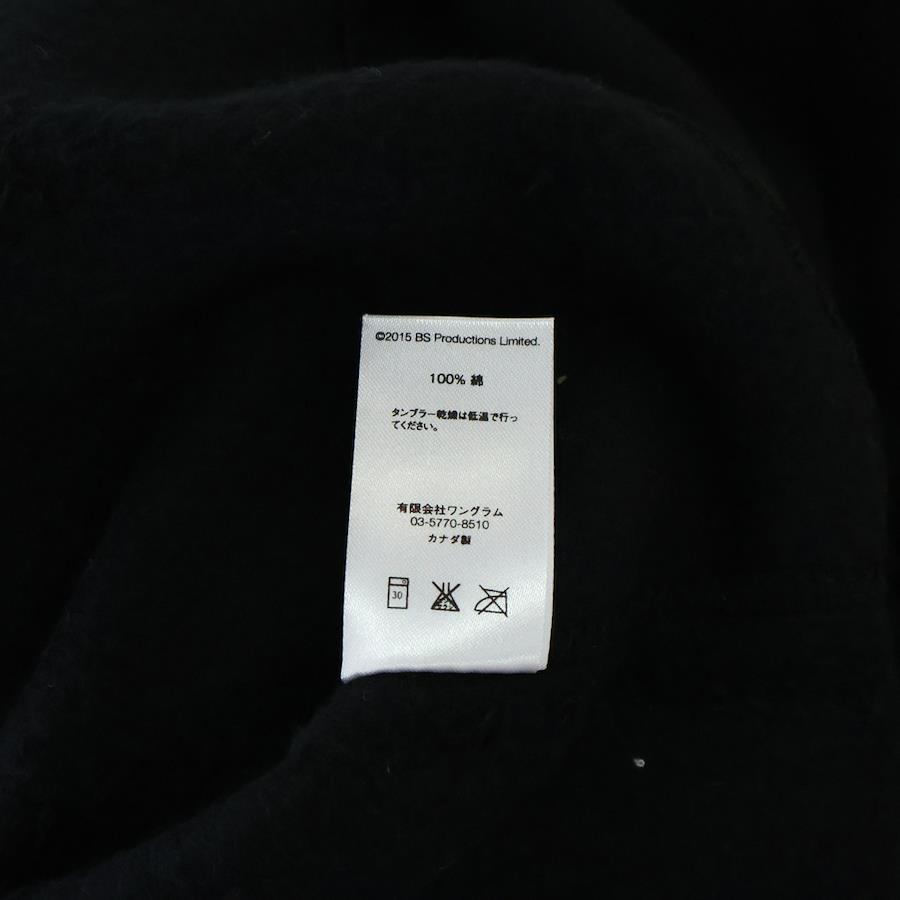 ©2015 BS Productions Limited.
100% 綿
タンブラー乾燥は低温で行っ
てください。
有限会社ワングラム
03-5770-8510
カナダ製
30